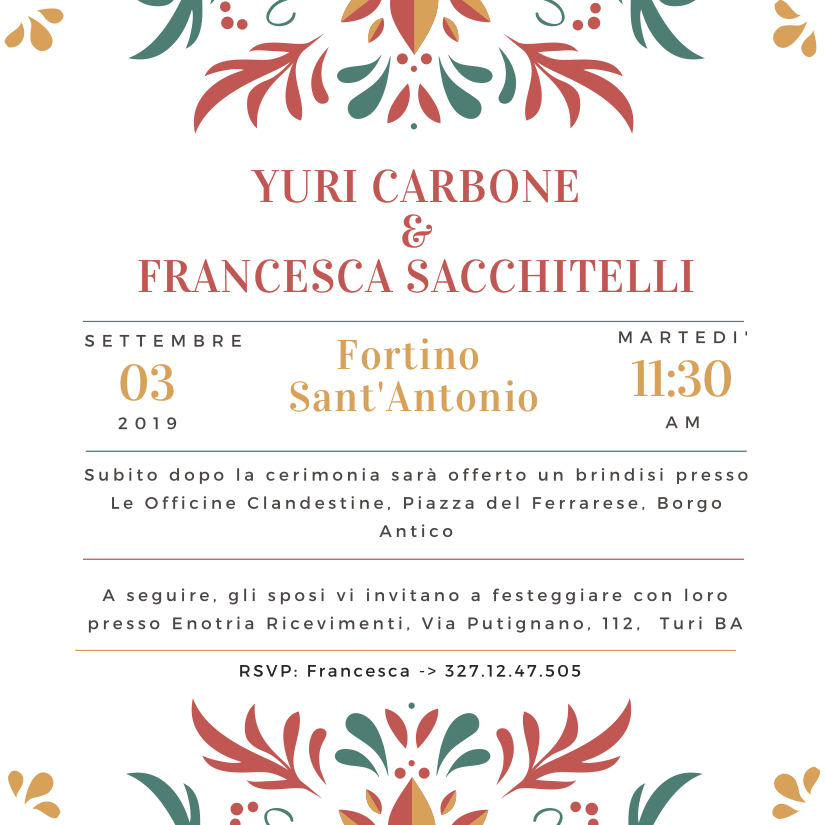 YURI CARBONE
&
FRANCESCA SACCHITELLI
SETTEMBRE
03
2019
Fortino
Sant'Antonio
MARTEDI'
11:30
AM
Subito dopo la cerimonia sarà offerto un brindisi presso
Le Officine Clandestine, Piazza del Ferrarese, Borgo
Antico
A seguire, gli sposi vi invitano a festeggiare con loro
presso Enotria Ricevimenti, Via Putignano, 112,  Turi BA
RSVP: Francesca -> 327.12.47.505